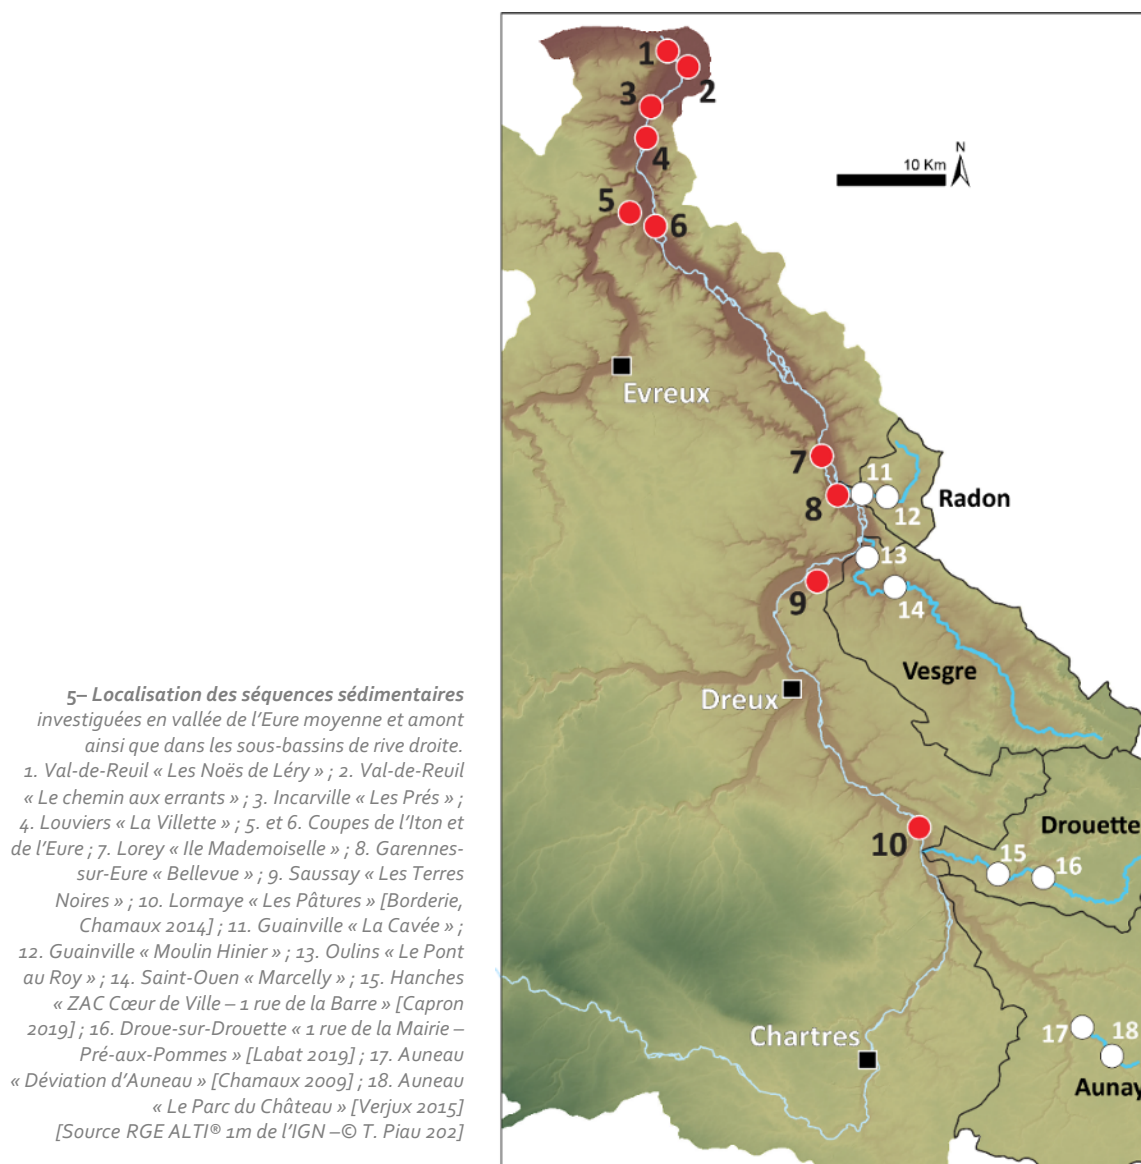 5– Localisation des séquences sédimentaires
investiguées en vallée de l’Eure moyenne et amont
ainsi que dans les sous-bassins de rive droite.
1. Val-de-Reuil « Les Noës de Léry » ; 2. Val-de-Reuil
« Le chemin aux errants » ; 3. Incarville « Les Prés » ;
4. Louviers « La Villette » ; 5. et 6. Coupes de l’Iton et
de l’Eure ; 7. Lorey « Ile Mademoiselle » ; 8. Garennes-
sur-Eure « Bellevue » ; 9. Saussay « Les Terres
Noires » ; 10. Lormaye « Les Pâtures » [Borderie,
Chamaux 2014] ; 11. Guainville « La Cavée » ;
12. Guainville « Moulin Hinier » ; 13. Oulins « Le Pont
au Roy » ; 14. Saint-Ouen « Marcelly » ; 15. Hanches
« ZAC Cœur de Ville – 1 rue de la Barre » [Capron
2019] ; 16. Droue-sur-Drouette « 1 rue de la Mairie –
Pré-aux-Pommes » [Labat 2019] ; 17. Auneau
« Déviation d’Auneau » [Chamaux 2009] ; 18. Auneau
« Le Parc du Château » [Verjux 2015]
[Source RGE ALTI® 1m de l’IGN –© T. Piau 202]
1
2
3
4
N
10 Km
5
6
Evreux
7
11
8
12
Radon
13
9
14
Vesgre
Dreux
10
Drouette
15
16
Chartres
17
18
Aunay